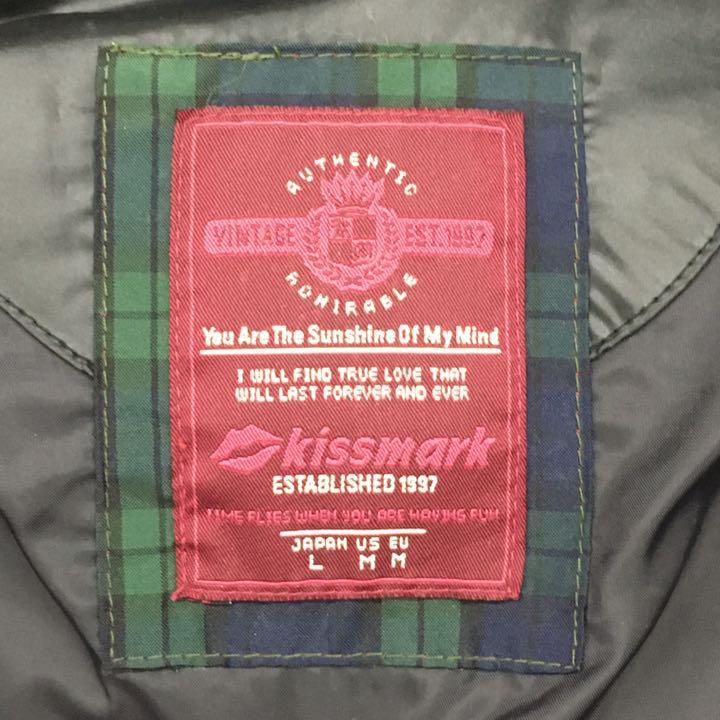 AUTHENTIC
VINTAGE EST.1997
ADMIRABLE
You Are The Sunshine Of My Mind
I WILL FIND TRUE LOVE THAT
WILL LAST FOREVER AND EVER
kissmark
ESTABLISHED 1997
TIME FLIES WHEN YOU ARE HAVING FUN
JAPAN US EU
L M M